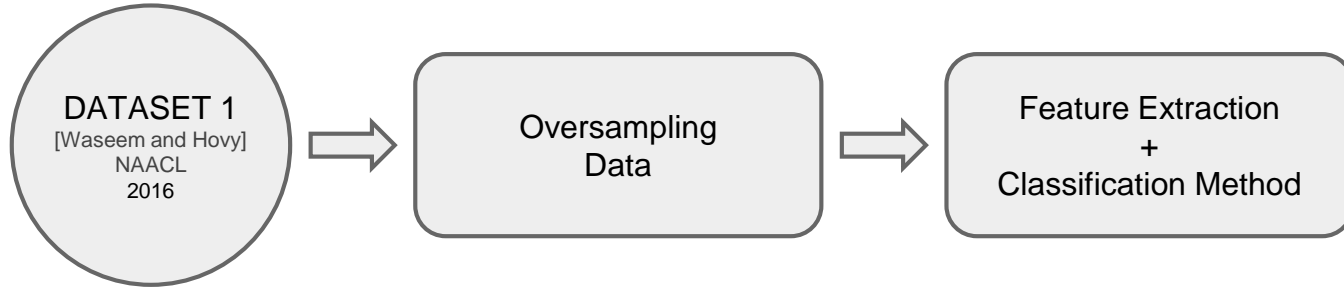 DATASET 1
[Waseem and Hovy]
NAACL
2016
Oversampling
Data
Feature Extraction
+
Classification Method